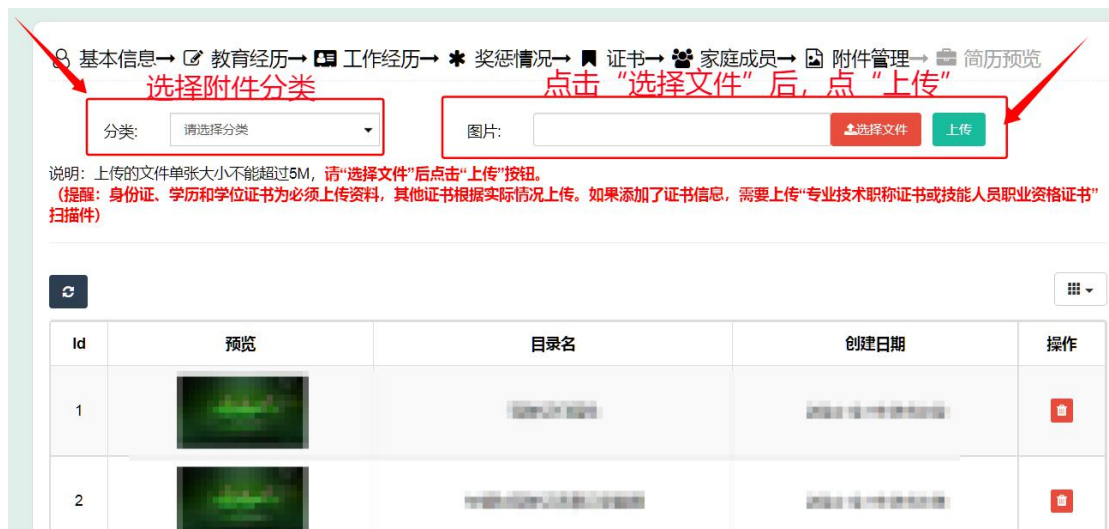 基本信息→ 教育经历→ 工作经历→ 奖惩情况→ 证书→ 家庭成员→ 附件管理→ 简历预览
选择附件分类
点击“选择文件”后，点“上传”
分类: 请选择分类 图片: 选择文件 上传
说明：上传的文件单张大小不能超过5M，请“选择文件”后点击“上传”按钮。
（提醒：身份证、学历和学位证书为必须上传资料，其他证书根据实际情况上传。如果添加了证书信息，需要上传“专业技术职称证书或技能人员职业资格证书”
扫描件）
Id 预览 目录名 创建日期 操作
1
2